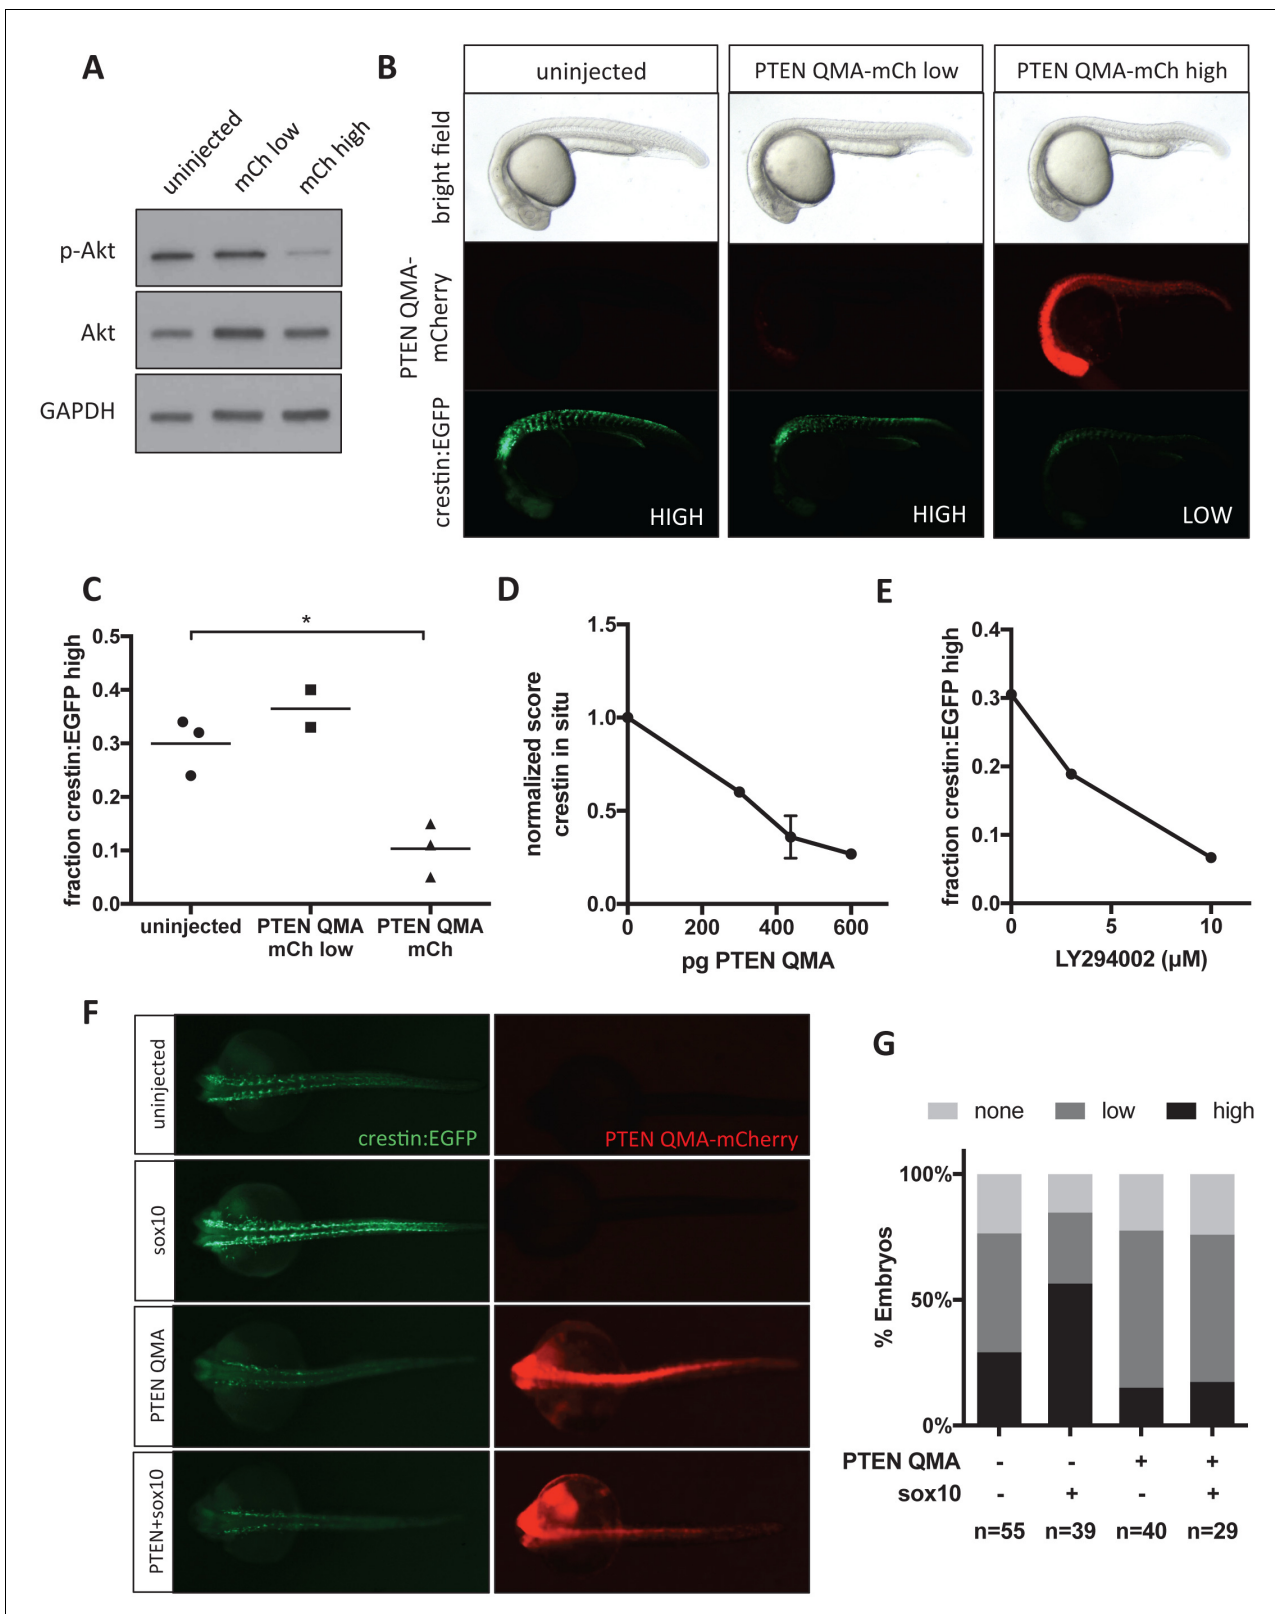 A
uninjected
mCh low
mCh high
p-Akt
Akt
GAPDH
B
uninjected
PTEN QMA-mCh low
PTEN QMA-mCh high
bright field
PTEN QMA-
mCherry
crestin:EGFP
HIGH
HIGH
LOW
C
fraction crestin:EGFP high
0.5
0.4
0.3
0.2
0.1
0.0
*
uninjected
PTEN QMA
mCh low
PTEN QMA
mCh
D
normalized score
crestin in situ
1.5
1.0
0.5
0.0
0
200
400
600
pg PTEN QMA
E
fraction crestin:EGFP high
0.4
0.3
0.2
0.1
0.0
0
5
10
LY294002 (µM)
F
uninjected
crestin:EGFP
PTEN QMA-mCherry
sox10
PTEN QMA
PTEN+sox10
G
none
low
high
% Embryos
100%
50%
0%
PTEN QMA - - + +
sox10 - + - +
n=55 n=39 n=40 n=29